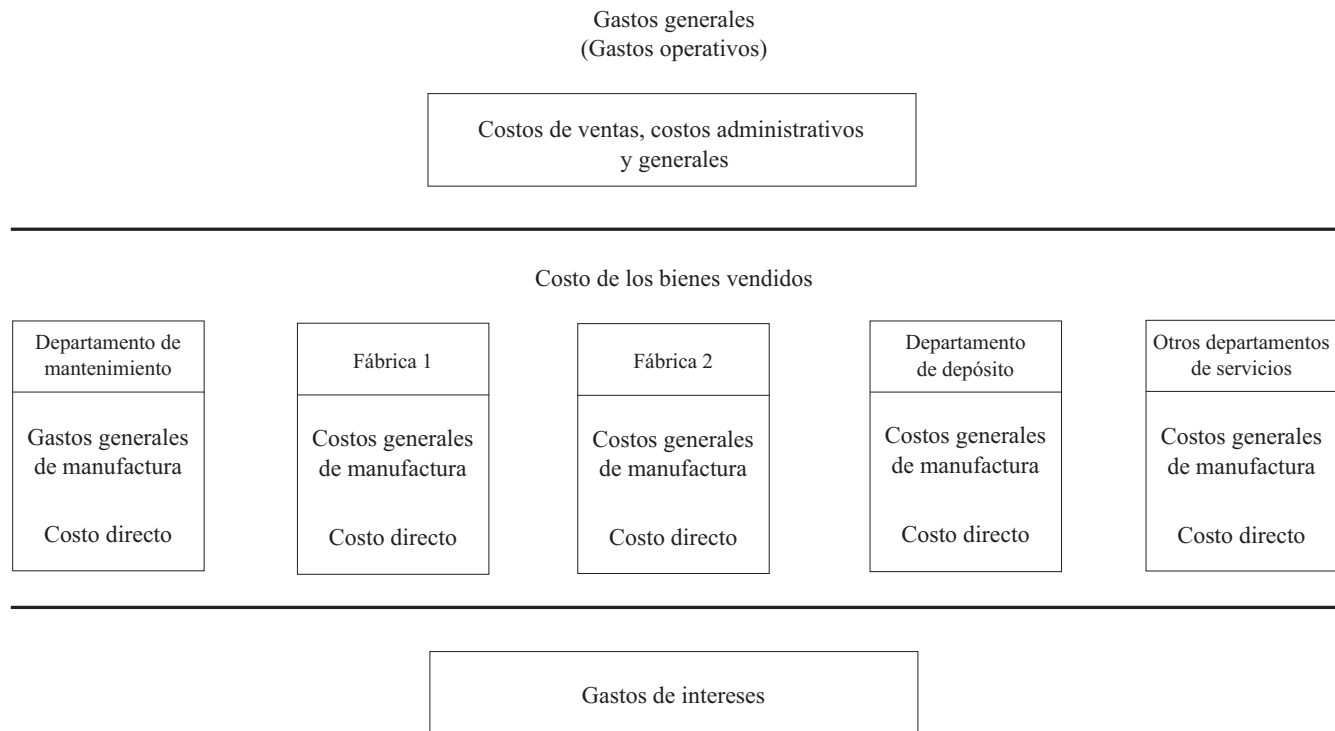 Gastos generales
(Gastos operativos)
Costos de ventas, costos administrativos
y generales
Costo de los bienes vendidos
Departamento de
mantenimiento
Gastos generales
de manufactura
Costo directo
Fábrica 1
Costos generales
de manufactura
Costo directo
Fábrica 2
Costos generales
de manufactura
Costo directo
Departamento
de depósito
Costos generales
de manufactura
Costo directo
Otros departamentos
de servicios
Costos generales
de manufactura
Costo directo
Gastos de intereses